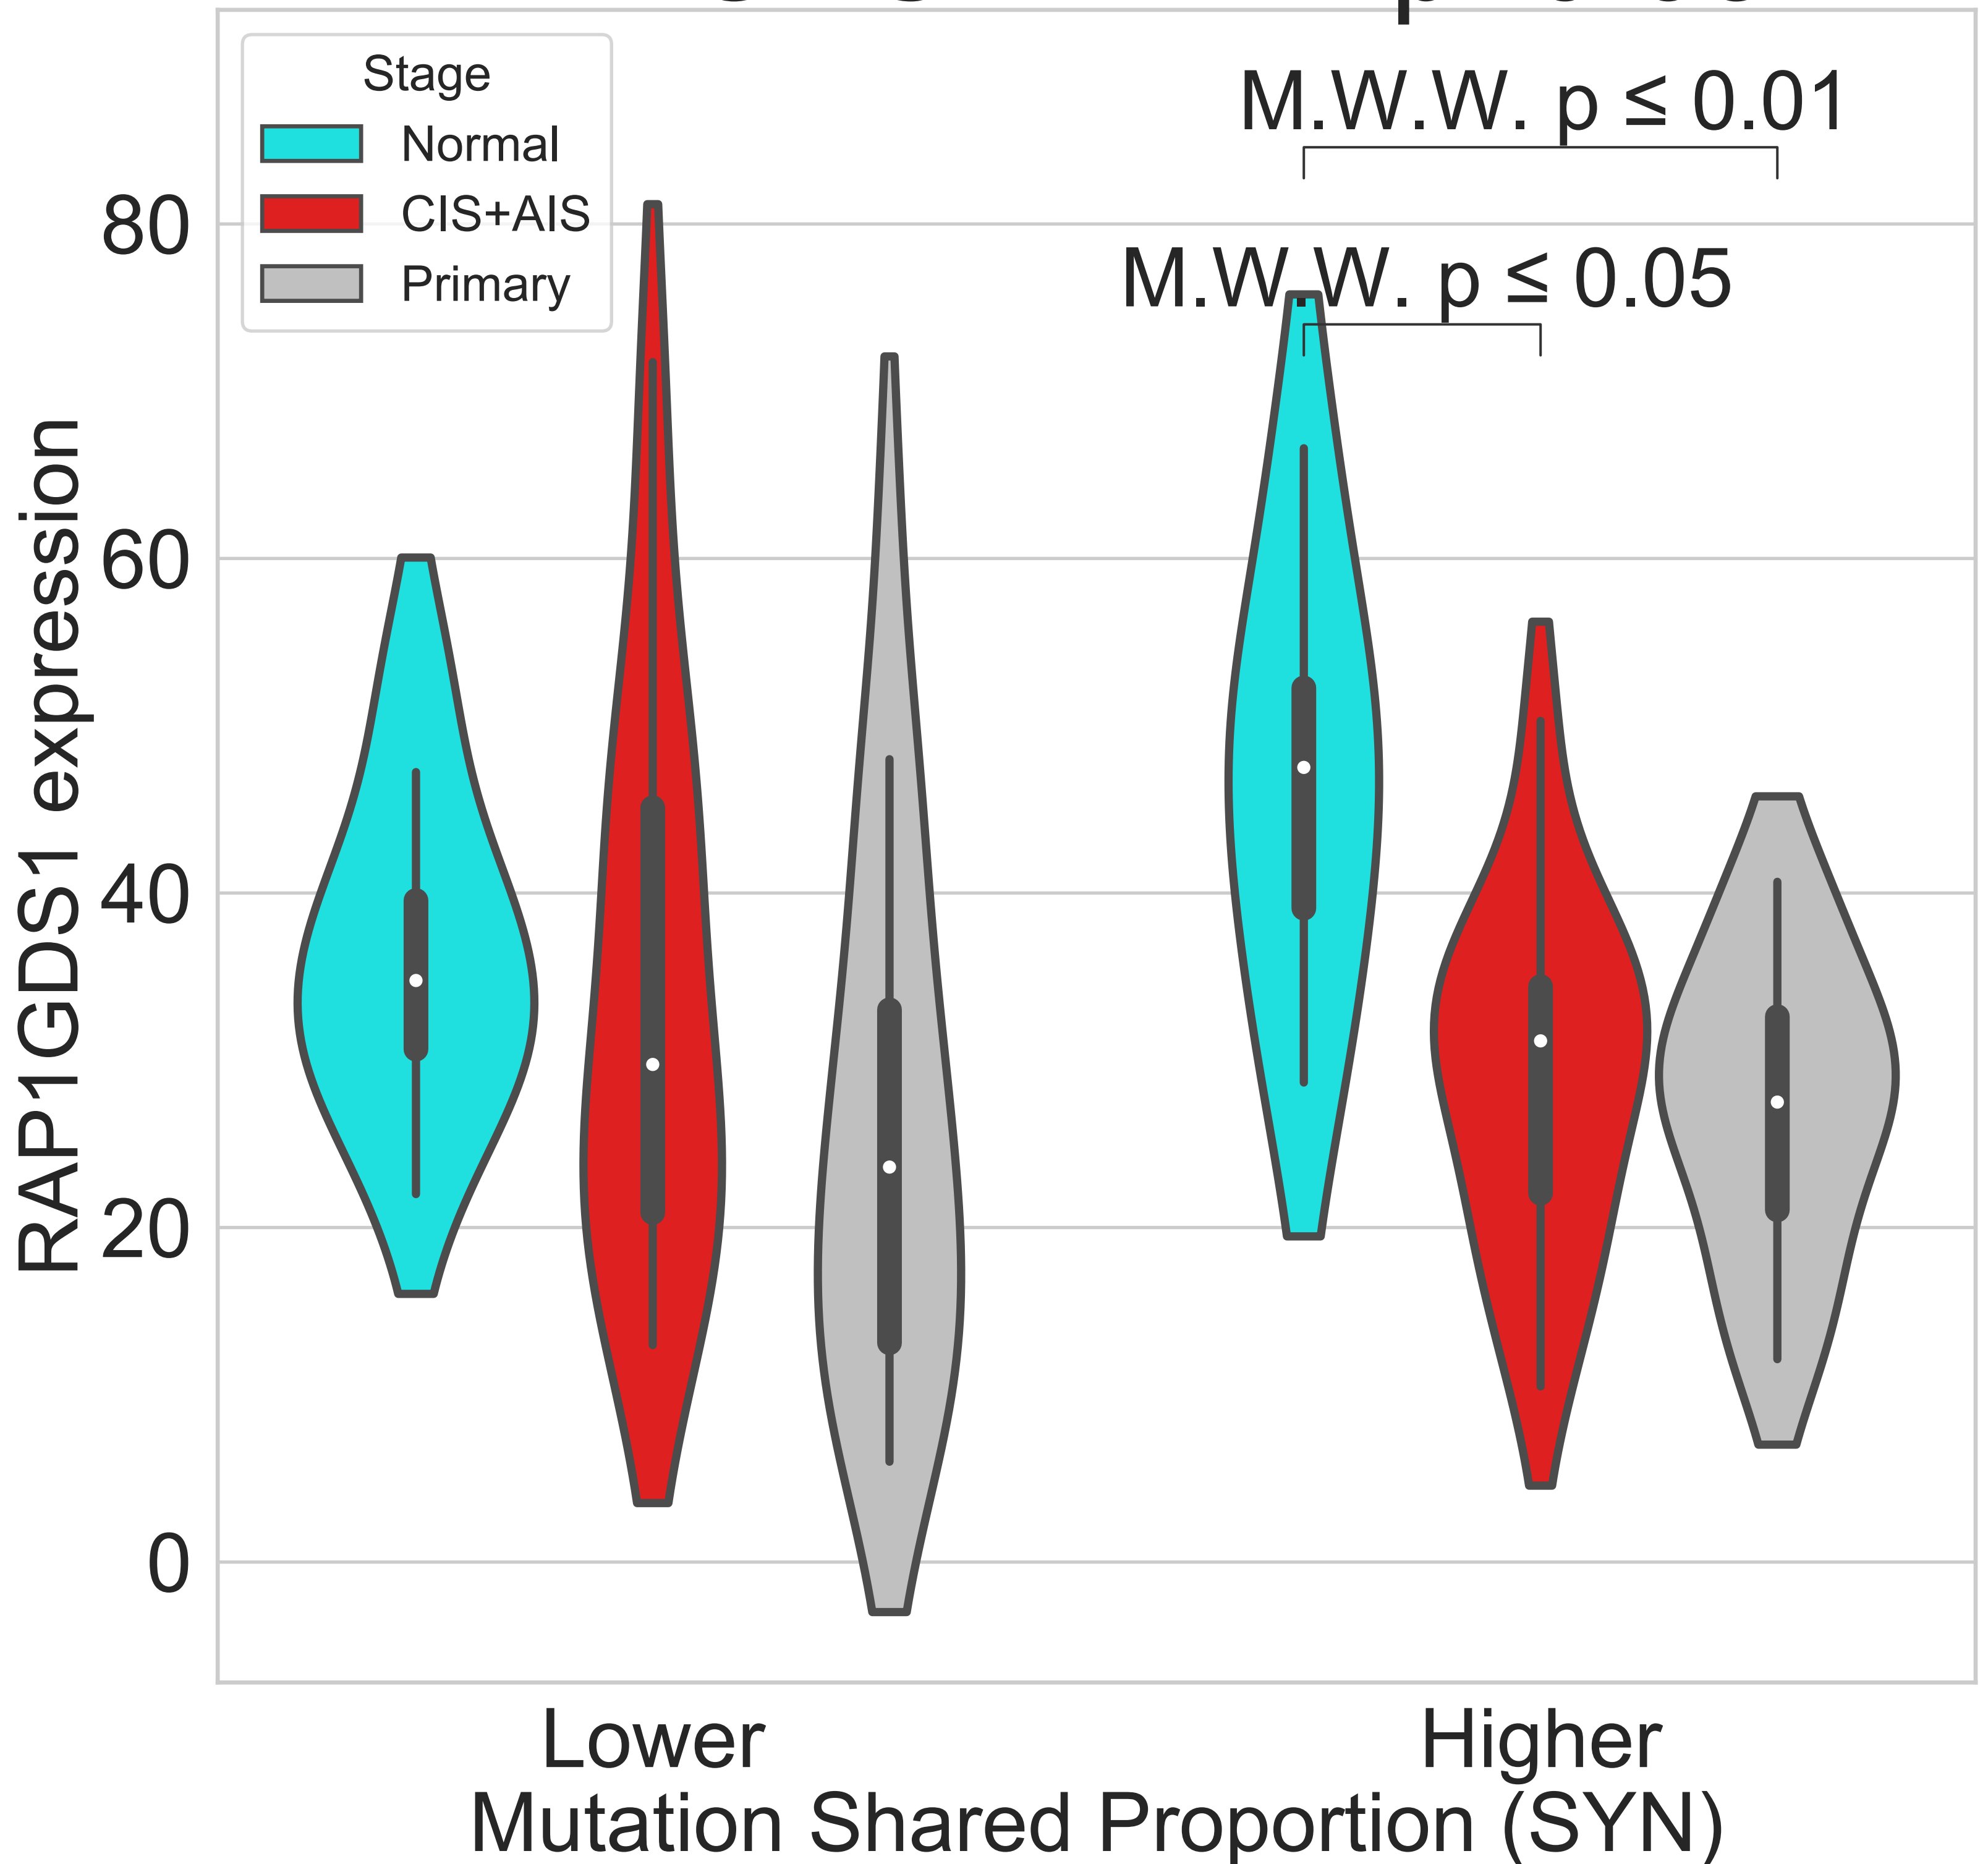 Stage
Normal
CIS+AIS
Primary
M.W.W. p ≤ 0.01
M.W.W. p ≤ 0.05
80
60
40
20
0
RAP1GDS1 expression
Lower
Higher
Mutation Shared Proportion (SYN)